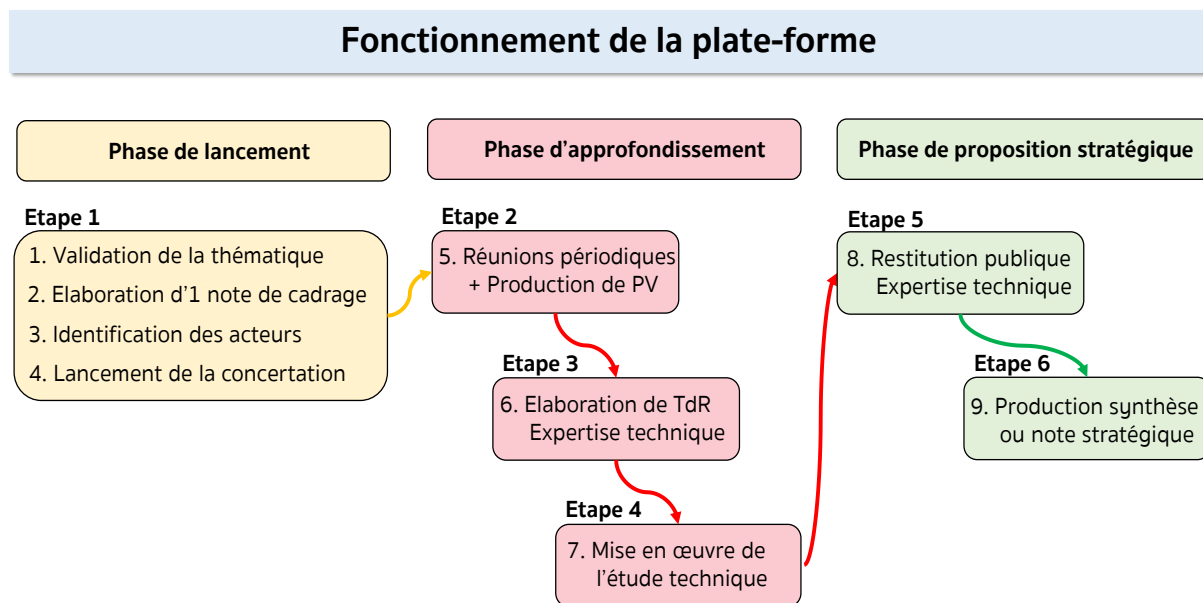 Fonctionnement de la plate-forme
Phase de lancement
Etape 1
1. Validation de la thématique
2. Elaboration d'1 note de cadrage
3. Identification des acteurs
4. Lancement de la concertation
Phase d'approfondissement
Etape 2
5. Réunions périodiques
+ Production de PV
Etape 3
6. Elaboration de TdR
Expertise technique
Etape 4
7. Mise en œuvre de
l'étude technique
Phase de proposition stratégique
Etape 5
8. Restitution publique
Expertise technique
Etape 6
9. Production synthèse
ou note stratégique